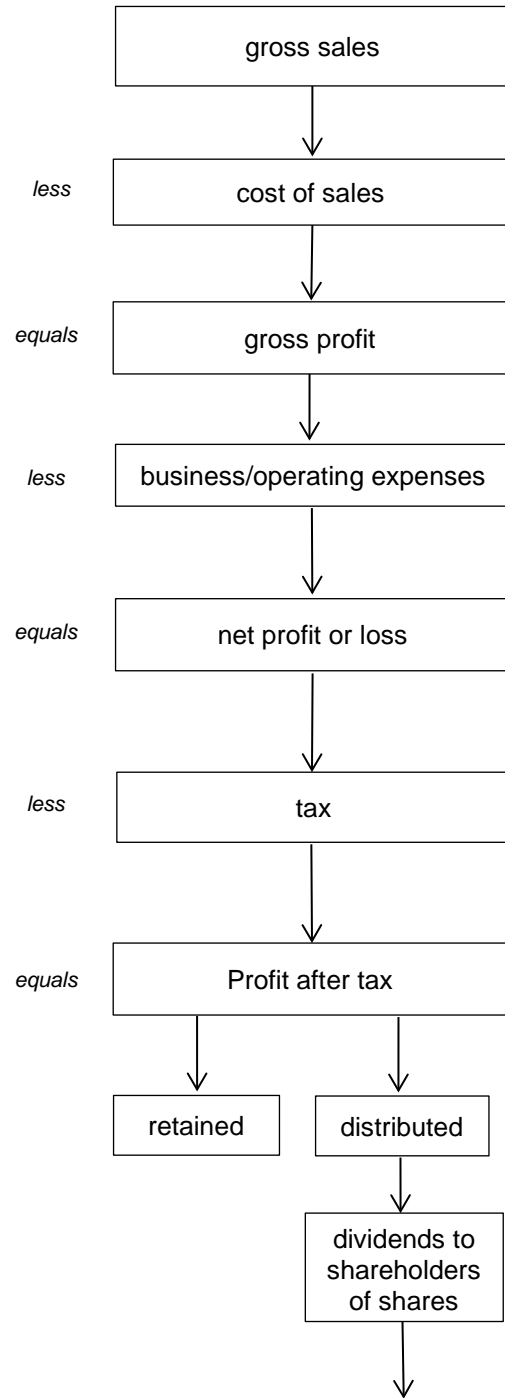 gross sales
less
cost of sales
equals
gross profit
less
business/operating expenses
equals
net profit or loss
less
tax
equals
Profit after tax
retained
distributed
dividends to
shareholders
of shares